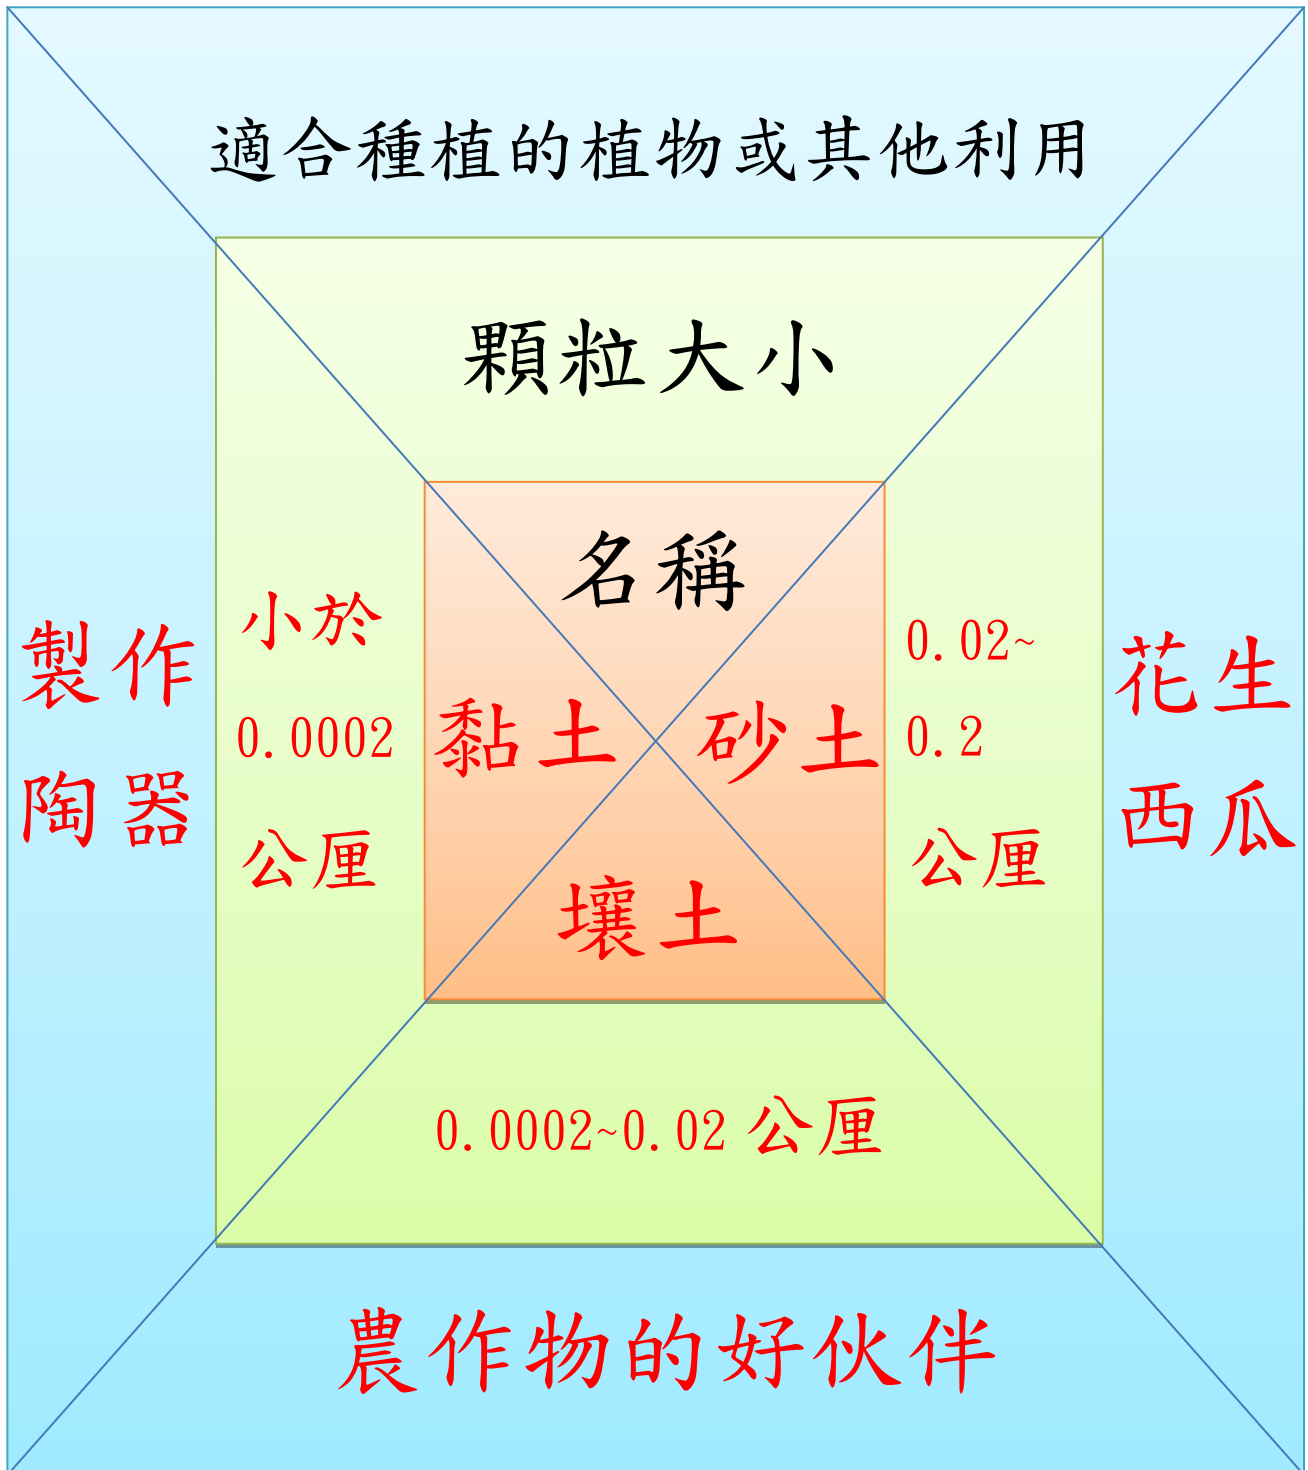 適合種植的植物或其他利用
顆粒大小
名稱
製作
陶器
小於
0.0002
公厘
黏土
砂土
0.02~
0.2
公厘
花生
西瓜
壤土
0.0002~0.02 公厘
農作物的好伙伴